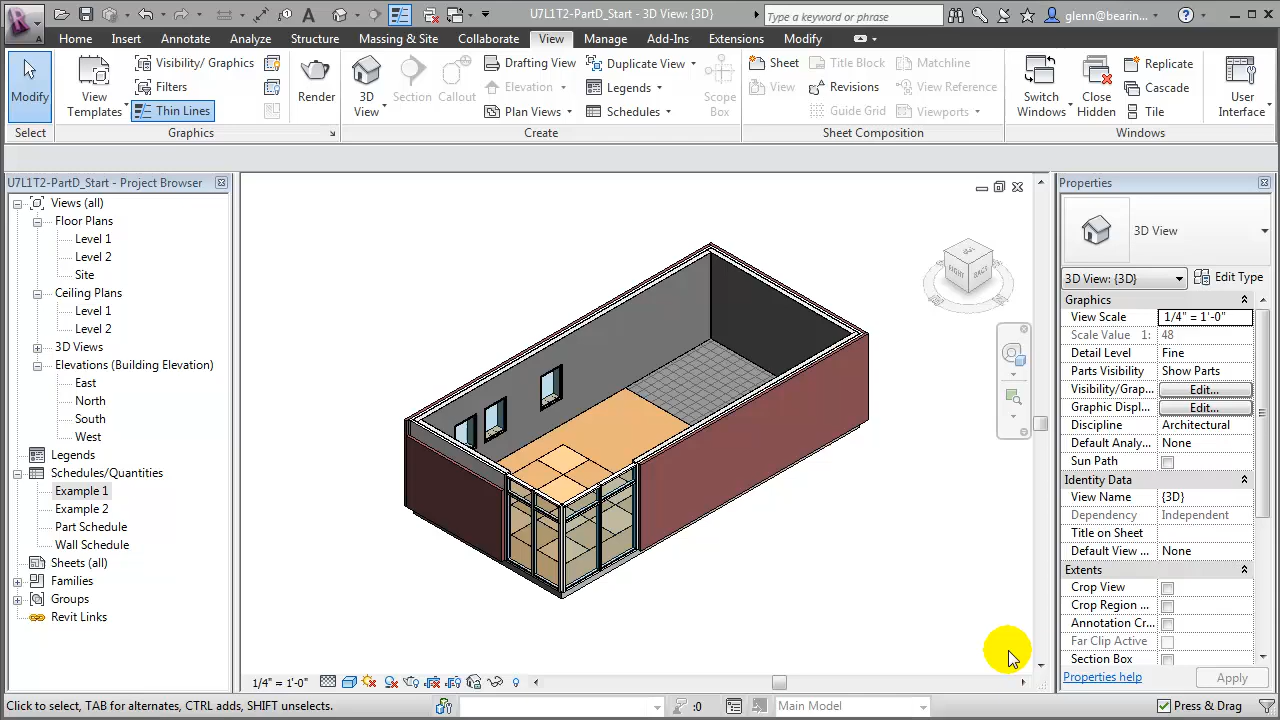 U7L1T2-PartD_Start - 3D View: {3D}
Type a keyword or phrase
glenn@bearin...
Home Insert Annotate Analyze Structure Massing & Site Collaborate View Manage Add-Ins Extensions Modify
Modify
View Templates
Visibility/ Graphics
Filters
Thin Lines
Render
3D View
Section
Callout
Drafting View
Elevation
Plan Views
Duplicate View
Legends
Schedules
Scope Box
Sheet
View
Title Block
Revisions
Guide Grid
Matchline
View Reference
Viewports
Switch Windows
Close Hidden
Replicate
Cascade
Tile
User Interface
Select Graphics Create Sheet Composition Windows
U7L1T2-PartD_Start - Project Browser
Views (all)
Floor Plans
Level 1
Level 2
Site
Ceiling Plans
Level 1
Level 2
3D Views
Elevations (Building Elevation)
East
North
South
West
Legends
Schedules/Quantities
Example 1
Example 2
Part Schedule
Wall Schedule
Sheets (all)
Families
Groups
Revit Links
RIGHT
BACK
Properties
3D View
3D View: {3D}
Edit Type
Graphics
View Scale 1/4" = 1'-0"
Scale Value 1: 48
Detail Level Fine
Parts Visibility Show Parts
Visibility/Grap... Edit...
Graphic Displ... Edit...
Discipline Architectural
Default Analy... None
Sun Path
Identity Data
View Name {3D}
Dependency Independent
Title on Sheet
Default View ... None
Extents
Crop View
Crop Region ...
Annotation Cr...
Far Clip Active
Section Box
Properties help
Apply
1/4" = 1'-0"
Click to select, TAB for alternates, CTRL adds, SHIFT unselects.
:0
Main Model
Press & Drag